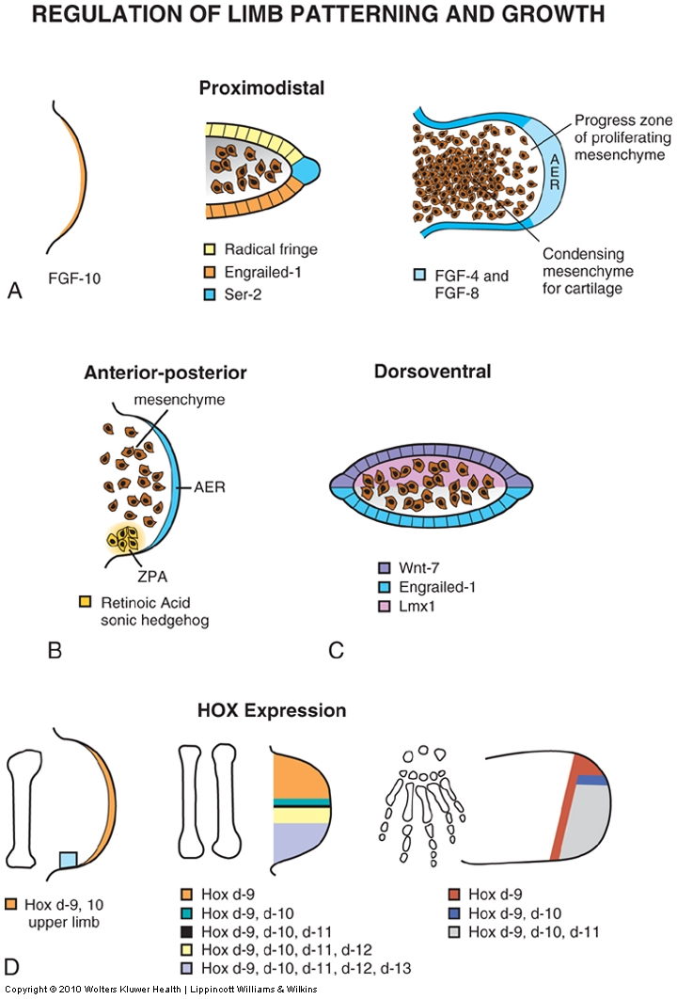 REGULATION OF LIMB PATTERNING AND GROWTH
Proximodistal
FGF-10
Radical fringe
Engrailed-1
Ser-2
AER
Progress zone
of proliferating
mesenchyme
Condensing
mesenchyme
for cartilage
FGF-4 and
FGF-8
A
Anterior-posterior
mesenchyme
AER
ZPA
Retinoic Acid
sonic hedgehog
B
Dorsoventral
Wnt-7
Engrailed-1
Lmx1
C
HOX Expression
Hox d-9, 10
upper limb
Hox d-9
Hox d-9, d-10
Hox d-9, d-10, d-11
Hox d-9, d-10, d-11, d-12
Hox d-9, d-10, d-11, d-12, d-13
Hox d-9
Hox d-9, d-10
Hox d-9, d-10, d-11
D
Copyright © 2010 Wolters Kluwer Health | Lippincott Williams & Wilkins